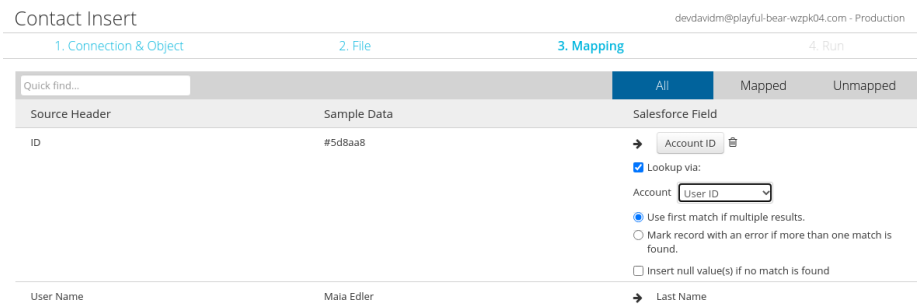 Contact Insert
devdavidm@playful-bear-wzpk04.com - Production
1. Connection & Object
2. File
3. Mapping
4. Run
Quick find...
All
Mapped
Unmapped
Source Header
Sample Data
Salesforce Field
ID
#5d8aa8
Account ID
Lookup via:
Account
User ID
Use first match if multiple results.
Mark record with an error if more than one match is
found.
Insert null value(s) if no match is found
User Name
Maia Edler
Last Name